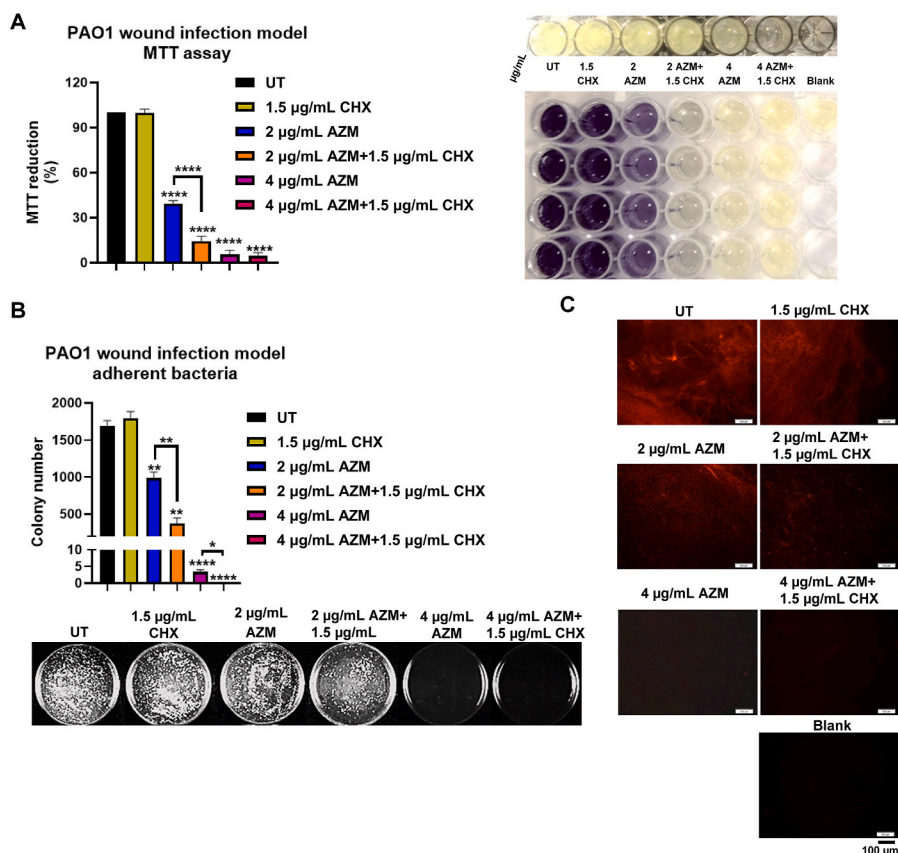 A
PAO1 wound infection model
MTT assay
MTT reduction
(%)
120
90
60
30
0
****
****
****
****
****
UT
1.5 µg/mL CHX
2 µg/mL AZM
2 µg/mL AZM+1.5 µg/mL CHX
4 µg/mL AZM
4 µg/mL AZM+1.5 µg/mL CHX
µg/mL
UT
1.5
CHX
2
AZM
2 AZM+
1.5 CHX
4
AZM
4 AZM+
1.5 CHX
Blank
B
PAO1 wound infection model
adherent bacteria
Colony number
2000
1500
1000
500
10
5
0
**
**
**
****
*
****
UT
1.5 µg/mL CHX
2 µg/mL AZM
2 µg/mL AZM+1.5 µg/mL CHX
4 µg/mL AZM
4 µg/mL AZM+1.5 µg/mL CHX
UT
1.5 µg/mL
CHX
2 µg/mL
AZM
2 µg/mL AZM+
1.5 µg/mL
4 µg/mL
AZM
4 µg/mL AZM+
1.5 µg/mL CHX
C
UT
1.5 µg/mL CHX
2 µg/mL AZM
2 µg/mL AZM+
1.5 µg/mL CHX
4 µg/mL AZM
4 µg/mL AZM+
1.5 µg/mL CHX
Blank
100 µm